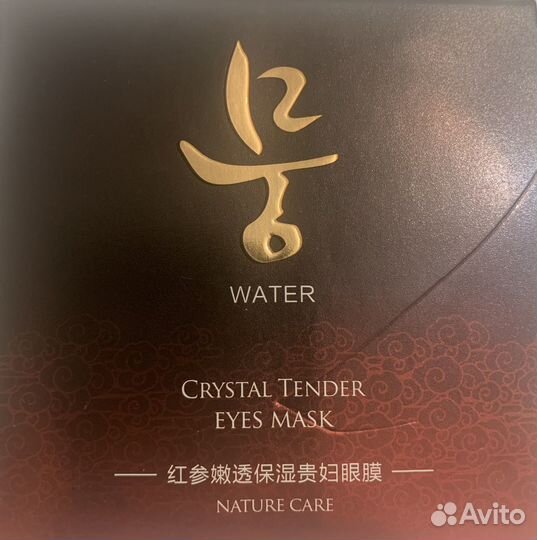 WATER
CRYSTAL TENDER
EYES MASK
红参嫩透保湿贵妇眼膜
NATURE CARE
Avito